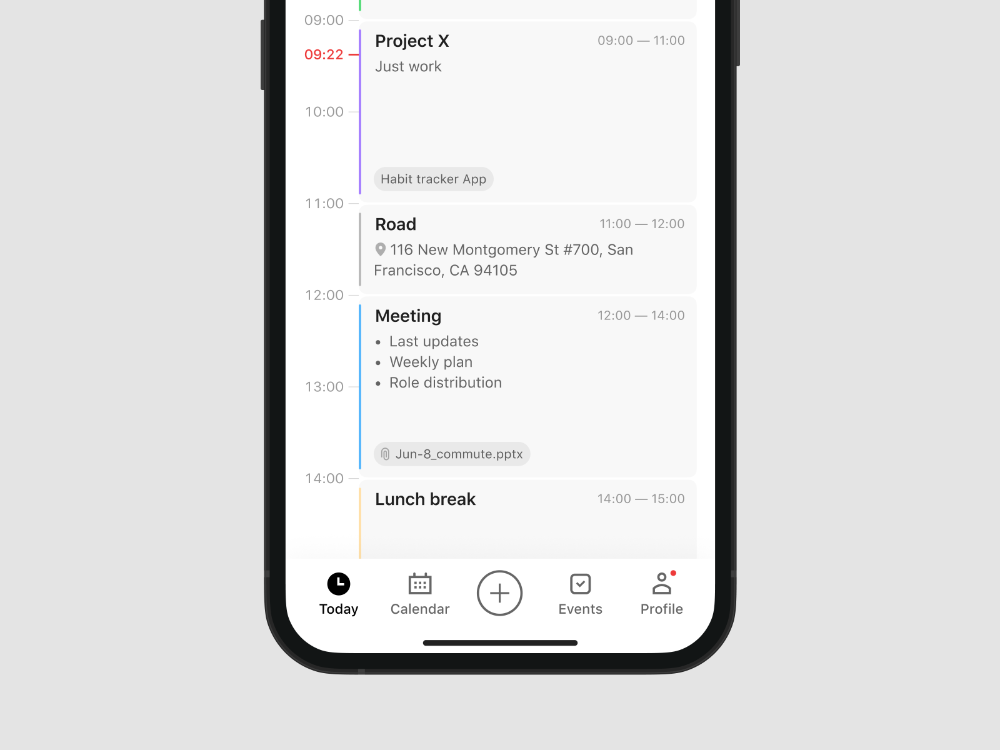 09:00
Project X
09:00 — 11:00
09:22
Just work
10:00
Habit tracker App
11:00
Road
11:00 — 12:00
116 New Montgomery St #700, San
Francisco, CA 94105
12:00
Meeting
12:00 — 14:00
• Last updates
• Weekly plan
• Role distribution
13:00
Jun-8_commute.pptx
14:00
Lunch break
14:00 — 15:00
Today
Calendar
Events
Profile